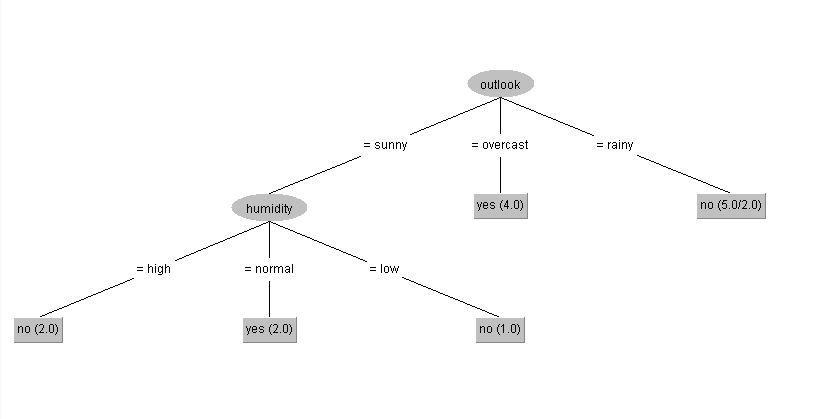 outlook
= sunny
= overcast
= rainy
humidity
yes (4.0)
no (5.0/2.0)
= high
= normal
= low
no (2.0)
yes (2.0)
no (1.0)